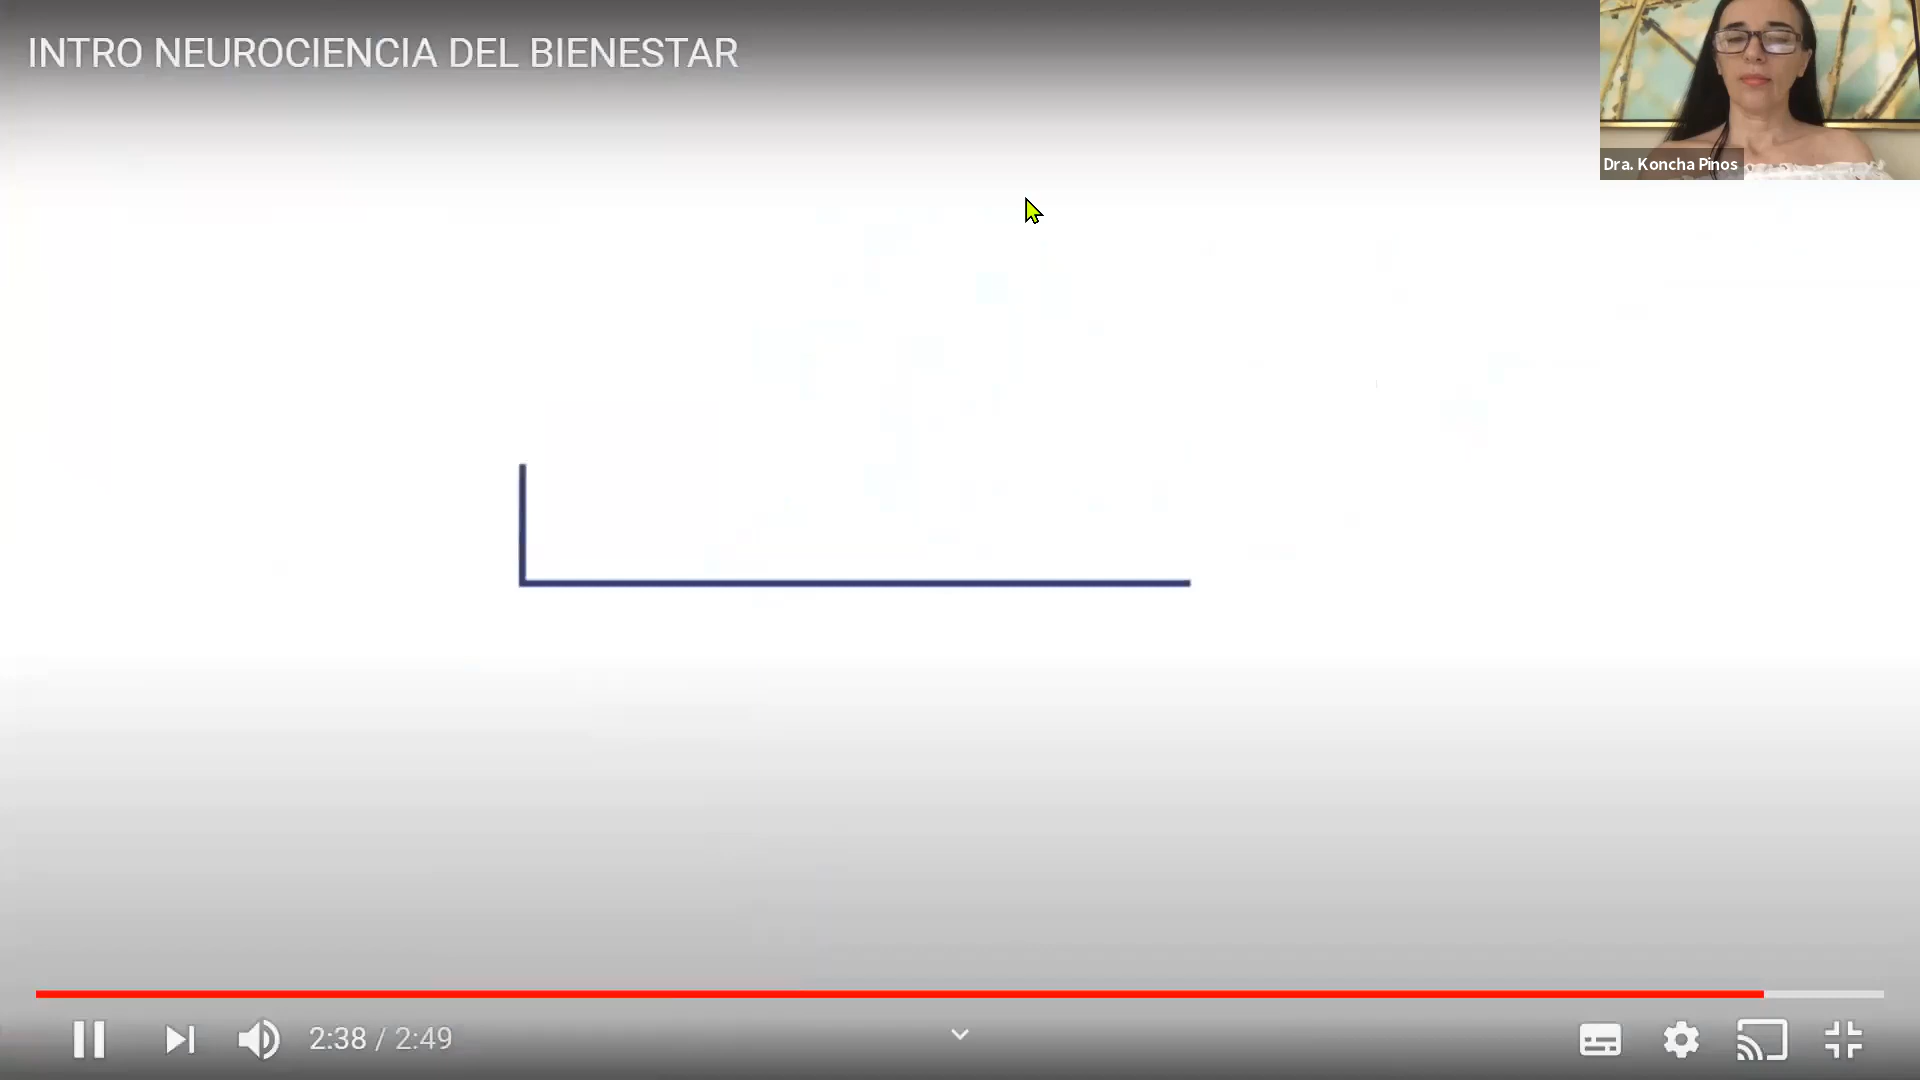 INTRO NEUROCIENCIA DEL BIENESTAR
Dra. Koncha Pinos
2:38 / 2:49